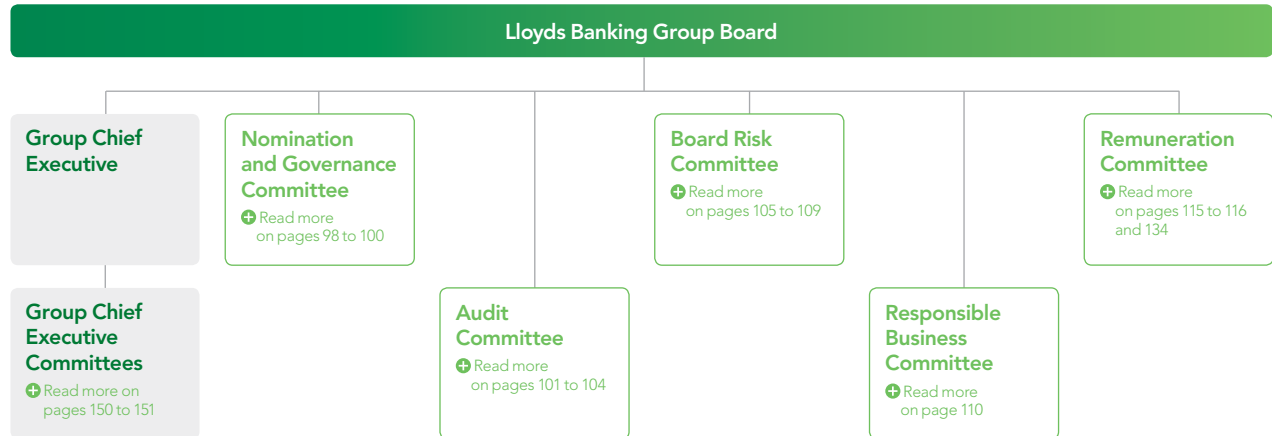 Lloyds Banking Group Board
Group Chief
Executive
Nomination
and Governance
Committee
Read more
on pages 98 to 100
Board Risk
Committee
Read more
on pages 105 to 109
Remuneration
Committee
Read more
on pages 115 to 116
and 134
Group Chief
Executive
Committees
Read more on
pages 150 to 151
Audit
Committee
Read more
on pages 101 to 104
Responsible
Business
Committee
Read more
on page 110